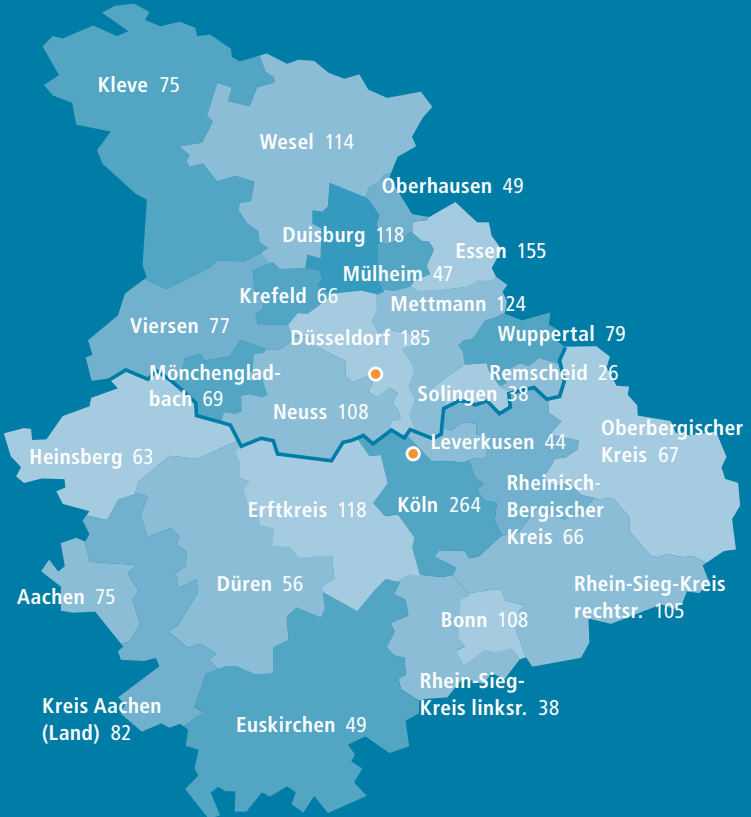 Kleve 75
Wesel 114
Oberhausen 49
Duisburg 118
Essen 155
Mülheim 47
Krefeld 66
Mettmann 124
Viersen 77
Düsseldorf 185
Wuppertal 79
Mönchenglad-
bach 69
Remscheid 26
Solingen 38
Neuss 108
Leverkusen 44
Oberbergischer
Kreis 67
Heinsberg 63
Rheinisch-
Bergischer
Kreis 66
Erftkreis 118
Köln 264
Aachen 75
Düren 56
Rhein-Sieg-Kreis
rechtsr. 105
Bonn 108
Rhein-Sieg-
Kreis linksr. 38
Kreis Aachen
(Land) 82
Euskirchen 49